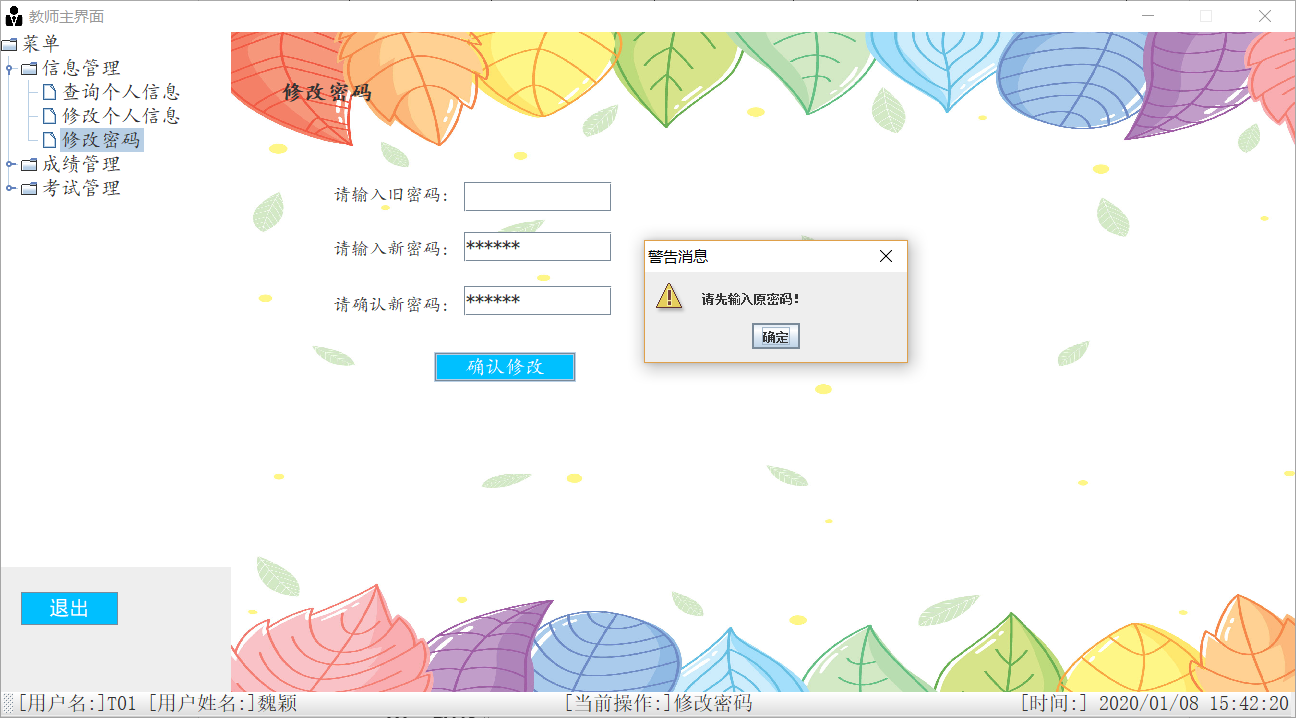 教师主界面
菜单
信息管理
查询个人信息
修改个人信息
修改密码
成绩管理
考试管理
修改密码
请输入旧密码：
请输入新密码： ******
请确认新密码： ******
确认修改
警告消息
请先输入原密码!
确定
退出
[用户名:]T01 [用户姓名:]魏颖
[当前操作:]修改密码
[时间:] 2020/01/08 15:42:20